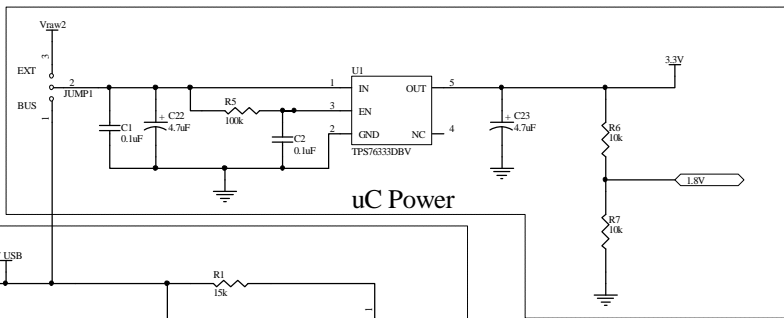 Vraw2
3
EXT
2
JUMP1
BUS
1
C1
0.1uF
C22
4.7uF
+
R5
100k
C2
0.1uF
U1
1
IN
OUT
5
3
EN
2
GND
NC
4
TPS76333DBV
+
C23
4.7uF
3.3V
R6
10k
1.8V
R7
10k
uC Power
USB
R1
15k
1